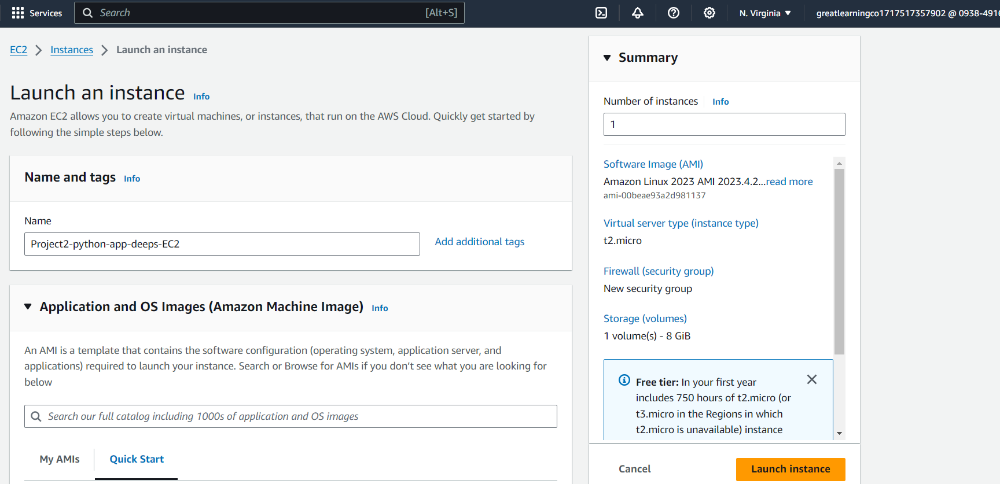 Services
Search [Alt+S]
N. Virginia
greatlearningco1717517357902 @ 0938-491
EC2 Instances Launch an instance
Launch an instance Info
Amazon EC2 allows you to create virtual machines, or instances, that run on the AWS Cloud. Quickly get started by
following the simple steps below.
Name and tags Info
Name
Project2-python-app-deeps-EC2
Add additional tags
Application and OS Images (Amazon Machine Image) Info
An AMI is a template that contains the software configuration (operating system, application server, and
applications) required to launch your instance. Search or Browse for AMIs if you don’t see what you are looking for
below
Search our full catalog including 1000s of application and OS images
My AMIs
Quick Start
Summary
Number of instances Info
1
Software Image (AMI)
Amazon Linux 2023 AMI 2023.4.2...read more
ami-00beae93a2d981137
Virtual server type (instance type)
t2.micro
Firewall (security group)
New security group
Storage (volumes)
1 volume(s) - 8 GiB
Free tier: In your first year
includes 750 hours of t2.micro (or
t3.micro in the Regions in which
t2.micro is unavailable) instance
Cancel
Launch instance